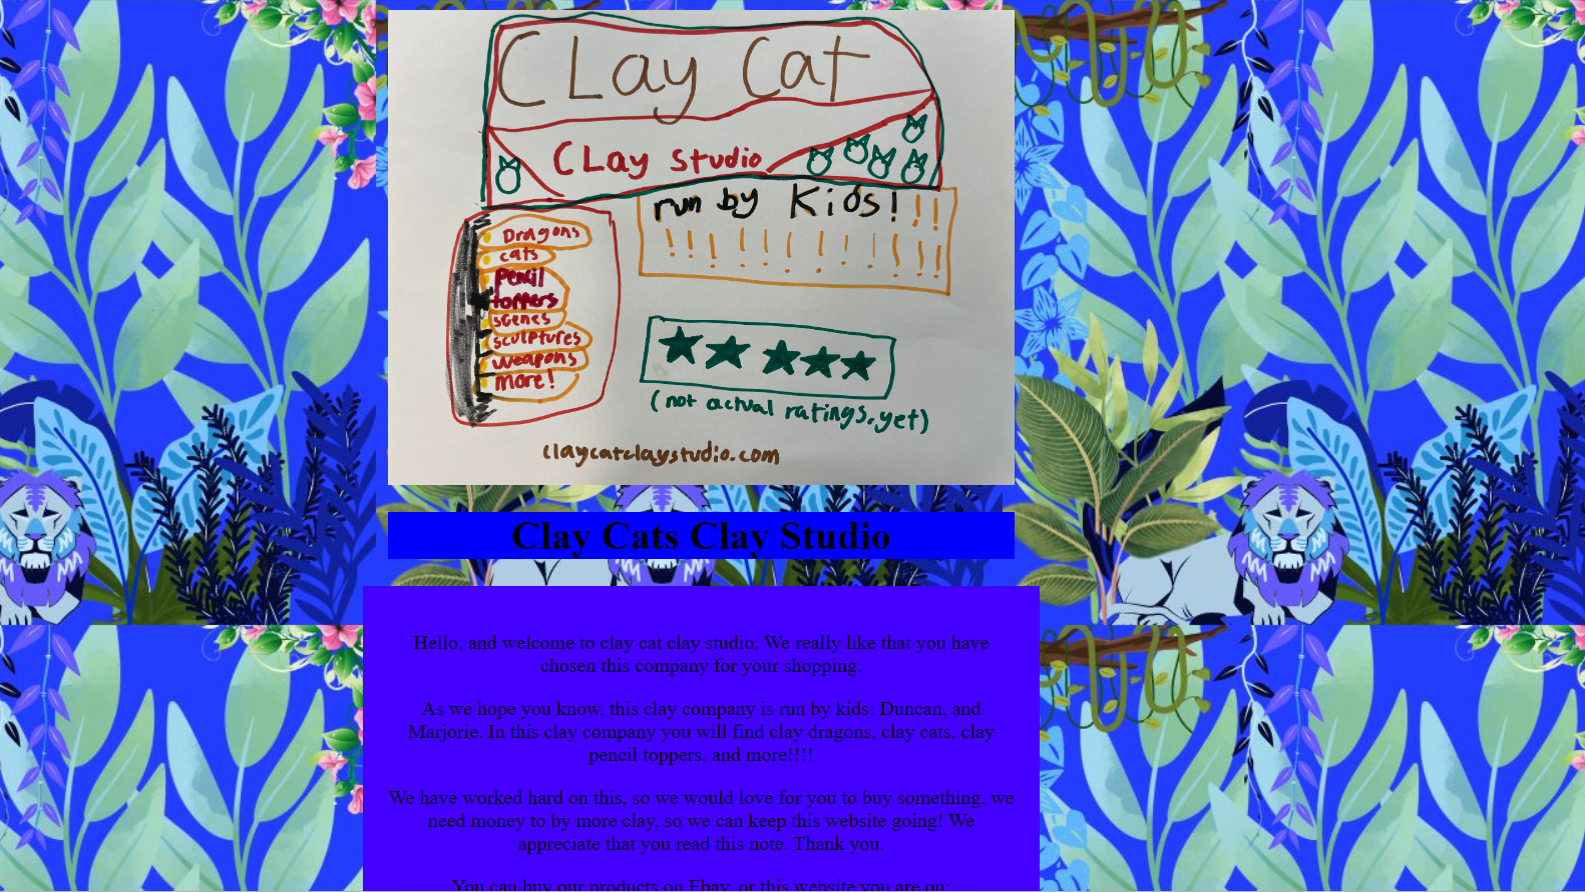 CLay Cat
CLay Studio
run by Kids!!!
!!!!!!!!!!!!
Dragons
cats
Pencil
toppers
scenes
sculptures
weapons
more!
(not actual ratings, yet)
claycatclaystudio.com
Clay Cats Clay Studio
Hello, and welcome to clay cat clay studio. We really like that you have
chosen this company for your shopping.
As we hope you know, this clay company is run by kids: Duncan, and
Marjorie. In this clay company you will find clay dragons, clay cats, clay
pencil toppers, and more!!!!
We have worked hard on this, so we would love for you to buy something, we
need money to by more clay, so we can keep this website going! We
appreciate that you read this note. Thank you.
You can buy our products on Ebay, or this website you are on: